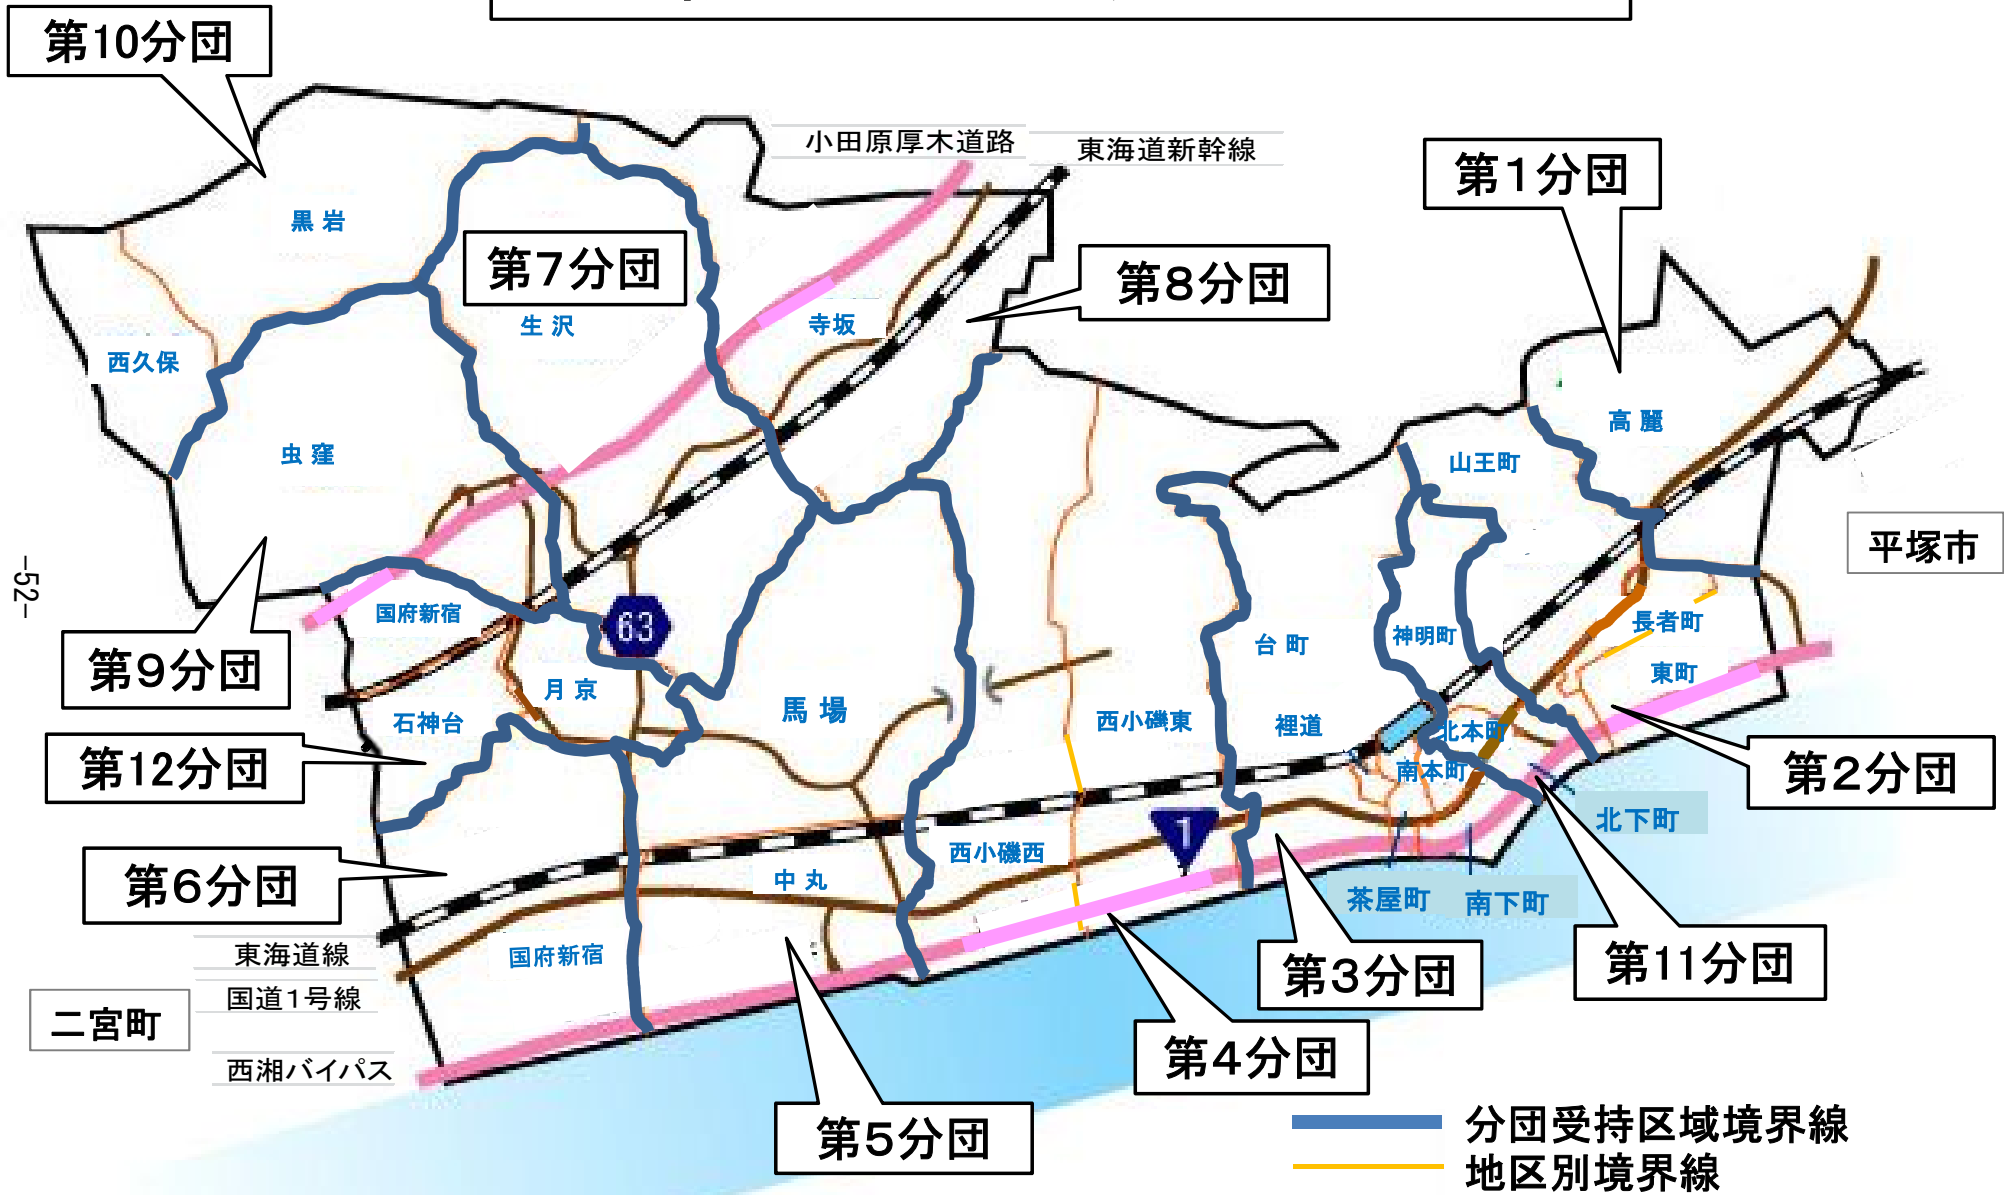 第10分団
小田原厚木道路
東海道新幹線
第1分団
黒岩
第7分団
第8分団
生沢
寺坂
西久保
高麗
虫窪
山王町
平塚市
-52-
国府新宿
63
長者町
神明町
台町
第9分団
東町
月京
馬場
石神台
西小磯東
裡道
北本町
第12分団
南本町
第2分団
北下町
1
西小磯西
第6分団
中丸
茶屋町
南下町
東海道線
国府新宿
第3分団
第11分団
国道1号線
二宮町
第4分団
西湘バイパス
第5分団
分団受持区域境界線
地区別境界線